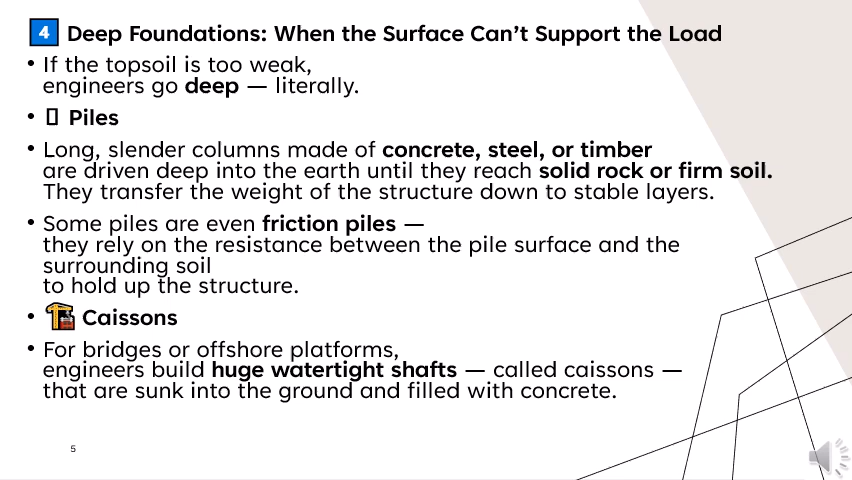 4 Deep Foundations: When the Surface Can’t Support the Load
• If the topsoil is too weak,
engineers go deep — literally.
• Piles
• Long, slender columns made of concrete, steel, or timber
are driven deep into the earth until they reach solid rock or firm soil.
They transfer the weight of the structure down to stable layers.
• Some piles are even friction piles —
they rely on the resistance between the pile surface and the
surrounding soil
to hold up the structure.
• 🏗 Caissons
• For bridges or offshore platforms,
engineers build huge watertight shafts — called caissons —
that are sunk into the ground and filled with concrete.
5